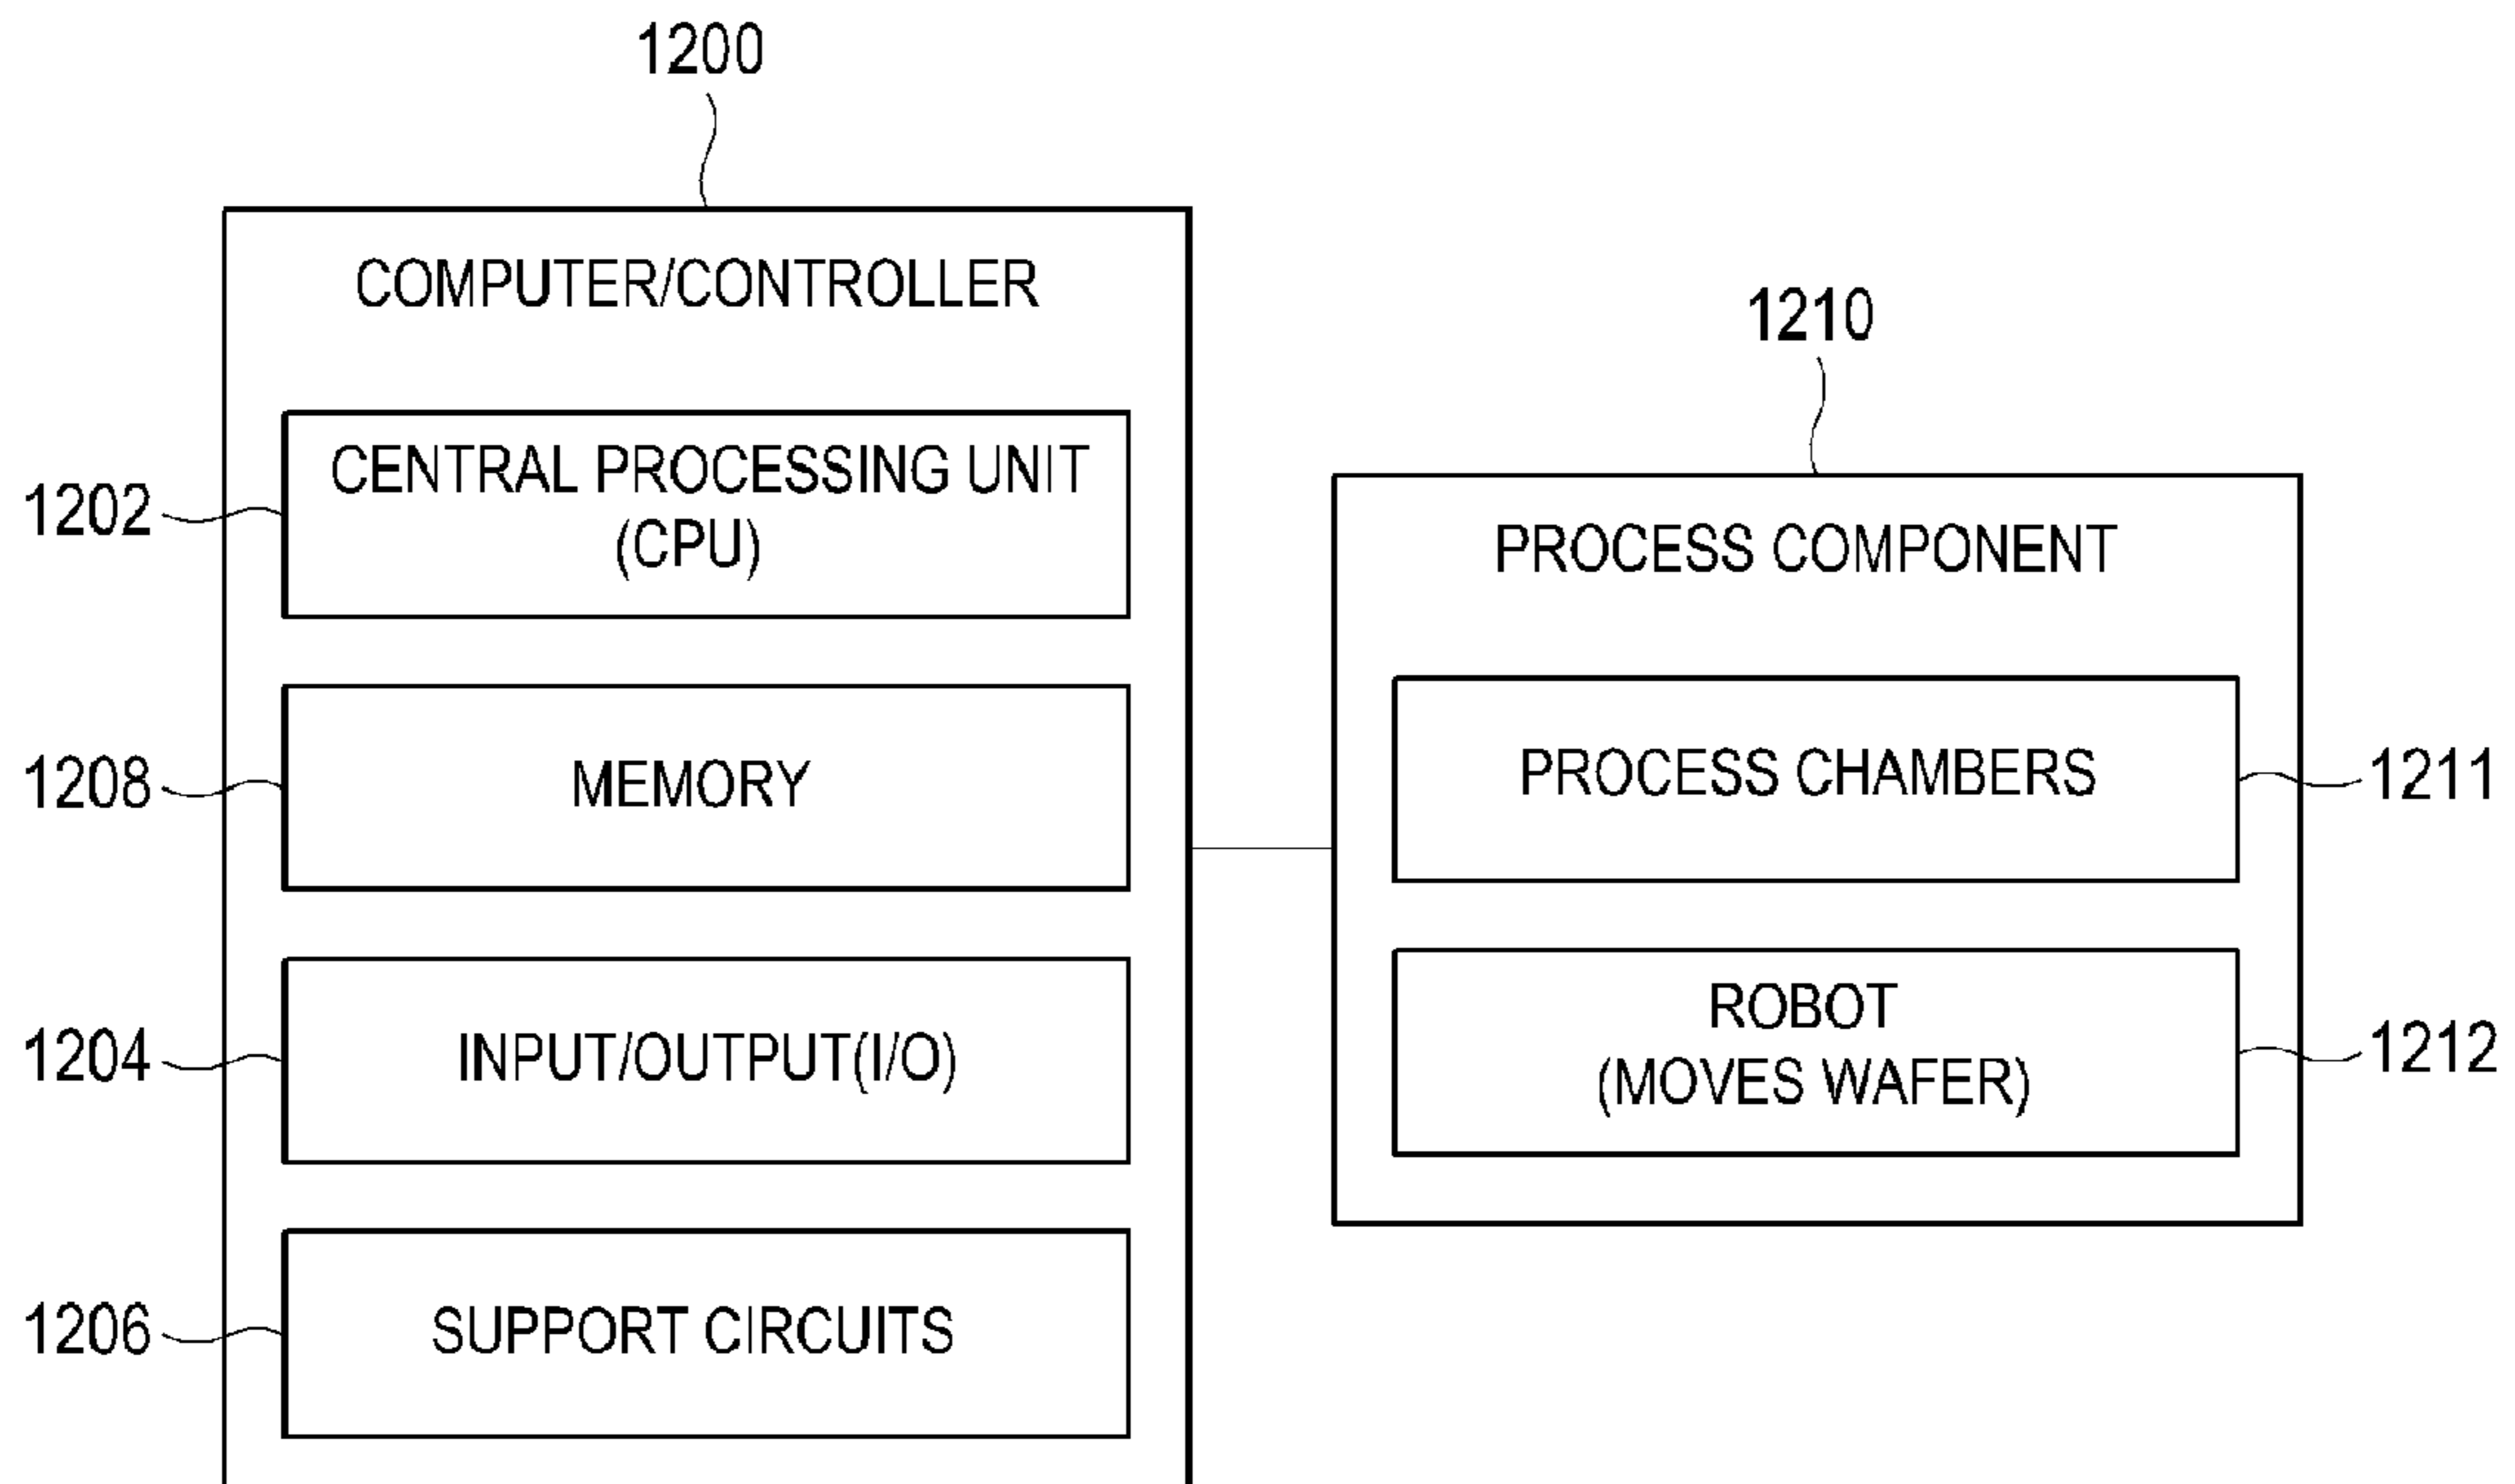 1200
COMPUTER/CONTROLLER
1202
CENTRAL PROCESSING UNIT
(CPU)
1208
MEMORY
1204
INPUT/OUTPUT(I/O)
1206
SUPPORT CIRCUITS
1210
PROCESS COMPONENT
PROCESS CHAMBERS
1211
ROBOT
(MOVES WAFER)
1212